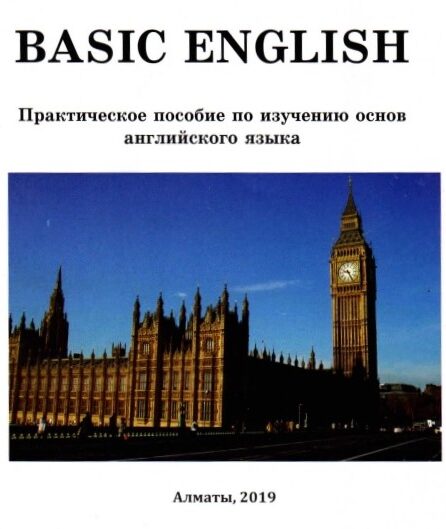 BASIC ENGLISH
Практическое пособие по изучению основ
английского языка
Алматы, 2019